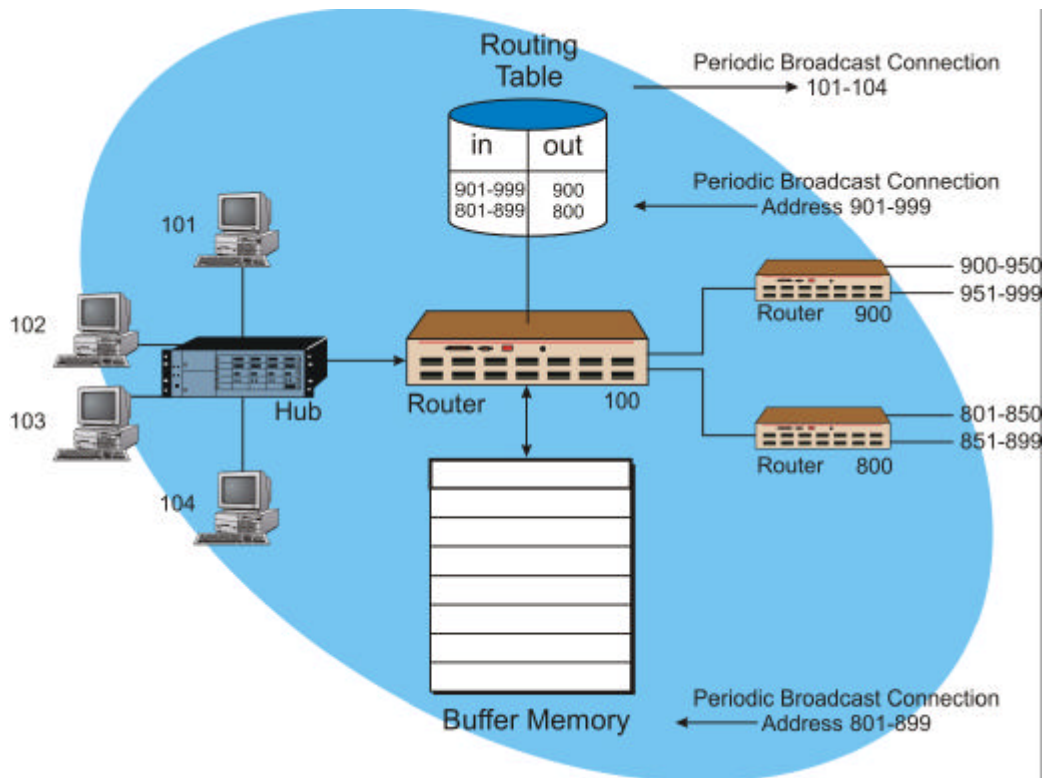 Routing
Table
Periodic Broadcast Connection
101-104
in
out
901-999
900
801-899
800
Periodic Broadcast Connection
Address 901-999
101
900-950
951-999
Router 900
102
103
Hub
Router
100
801-850
851-899
Router 800
104
Buffer Memory
Periodic Broadcast Connection
Address 801-899